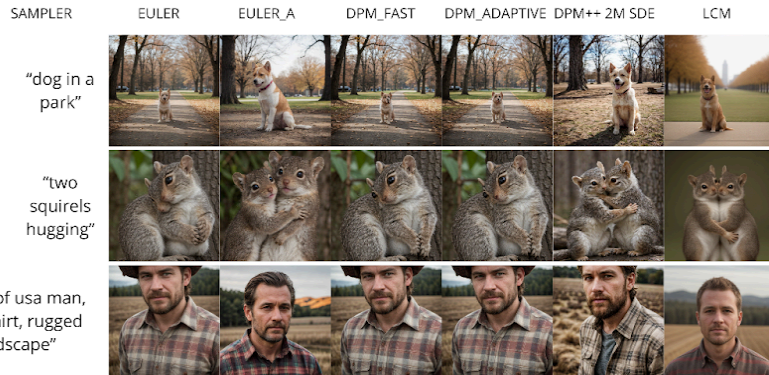 SAMPLER EULER EULER_A DPM_FAST DPM_ADAPTIVE DPM++ 2M SDE LCM
“dog in a
park”
“two
squirels
hugging”
of usa man,
irt, rugged
dscape”